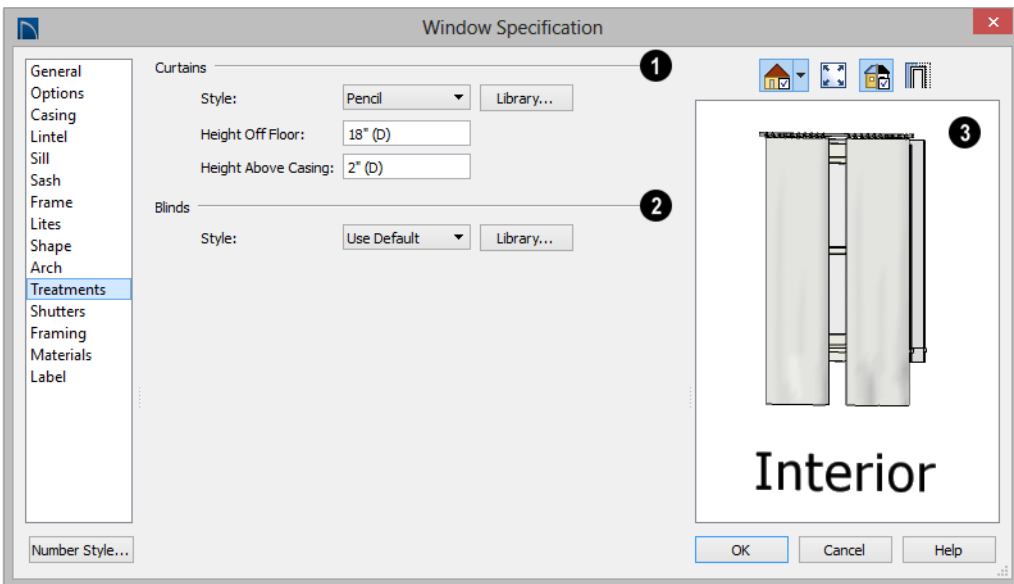 Window Specification
×
General
Options
Casing
Lintel
Sill
Sash
Frame
Lites
Shape
Arch
Treatments
Shutters
Framing
Materials
Label
Number Style...
Curtains
1
Style: Pencil Library...
Height Off Floor: 18" (D)
Height Above Casing: 2" (D)
Blinds
2
Style: Use Default Library...
3
Interior
OK Cancel Help